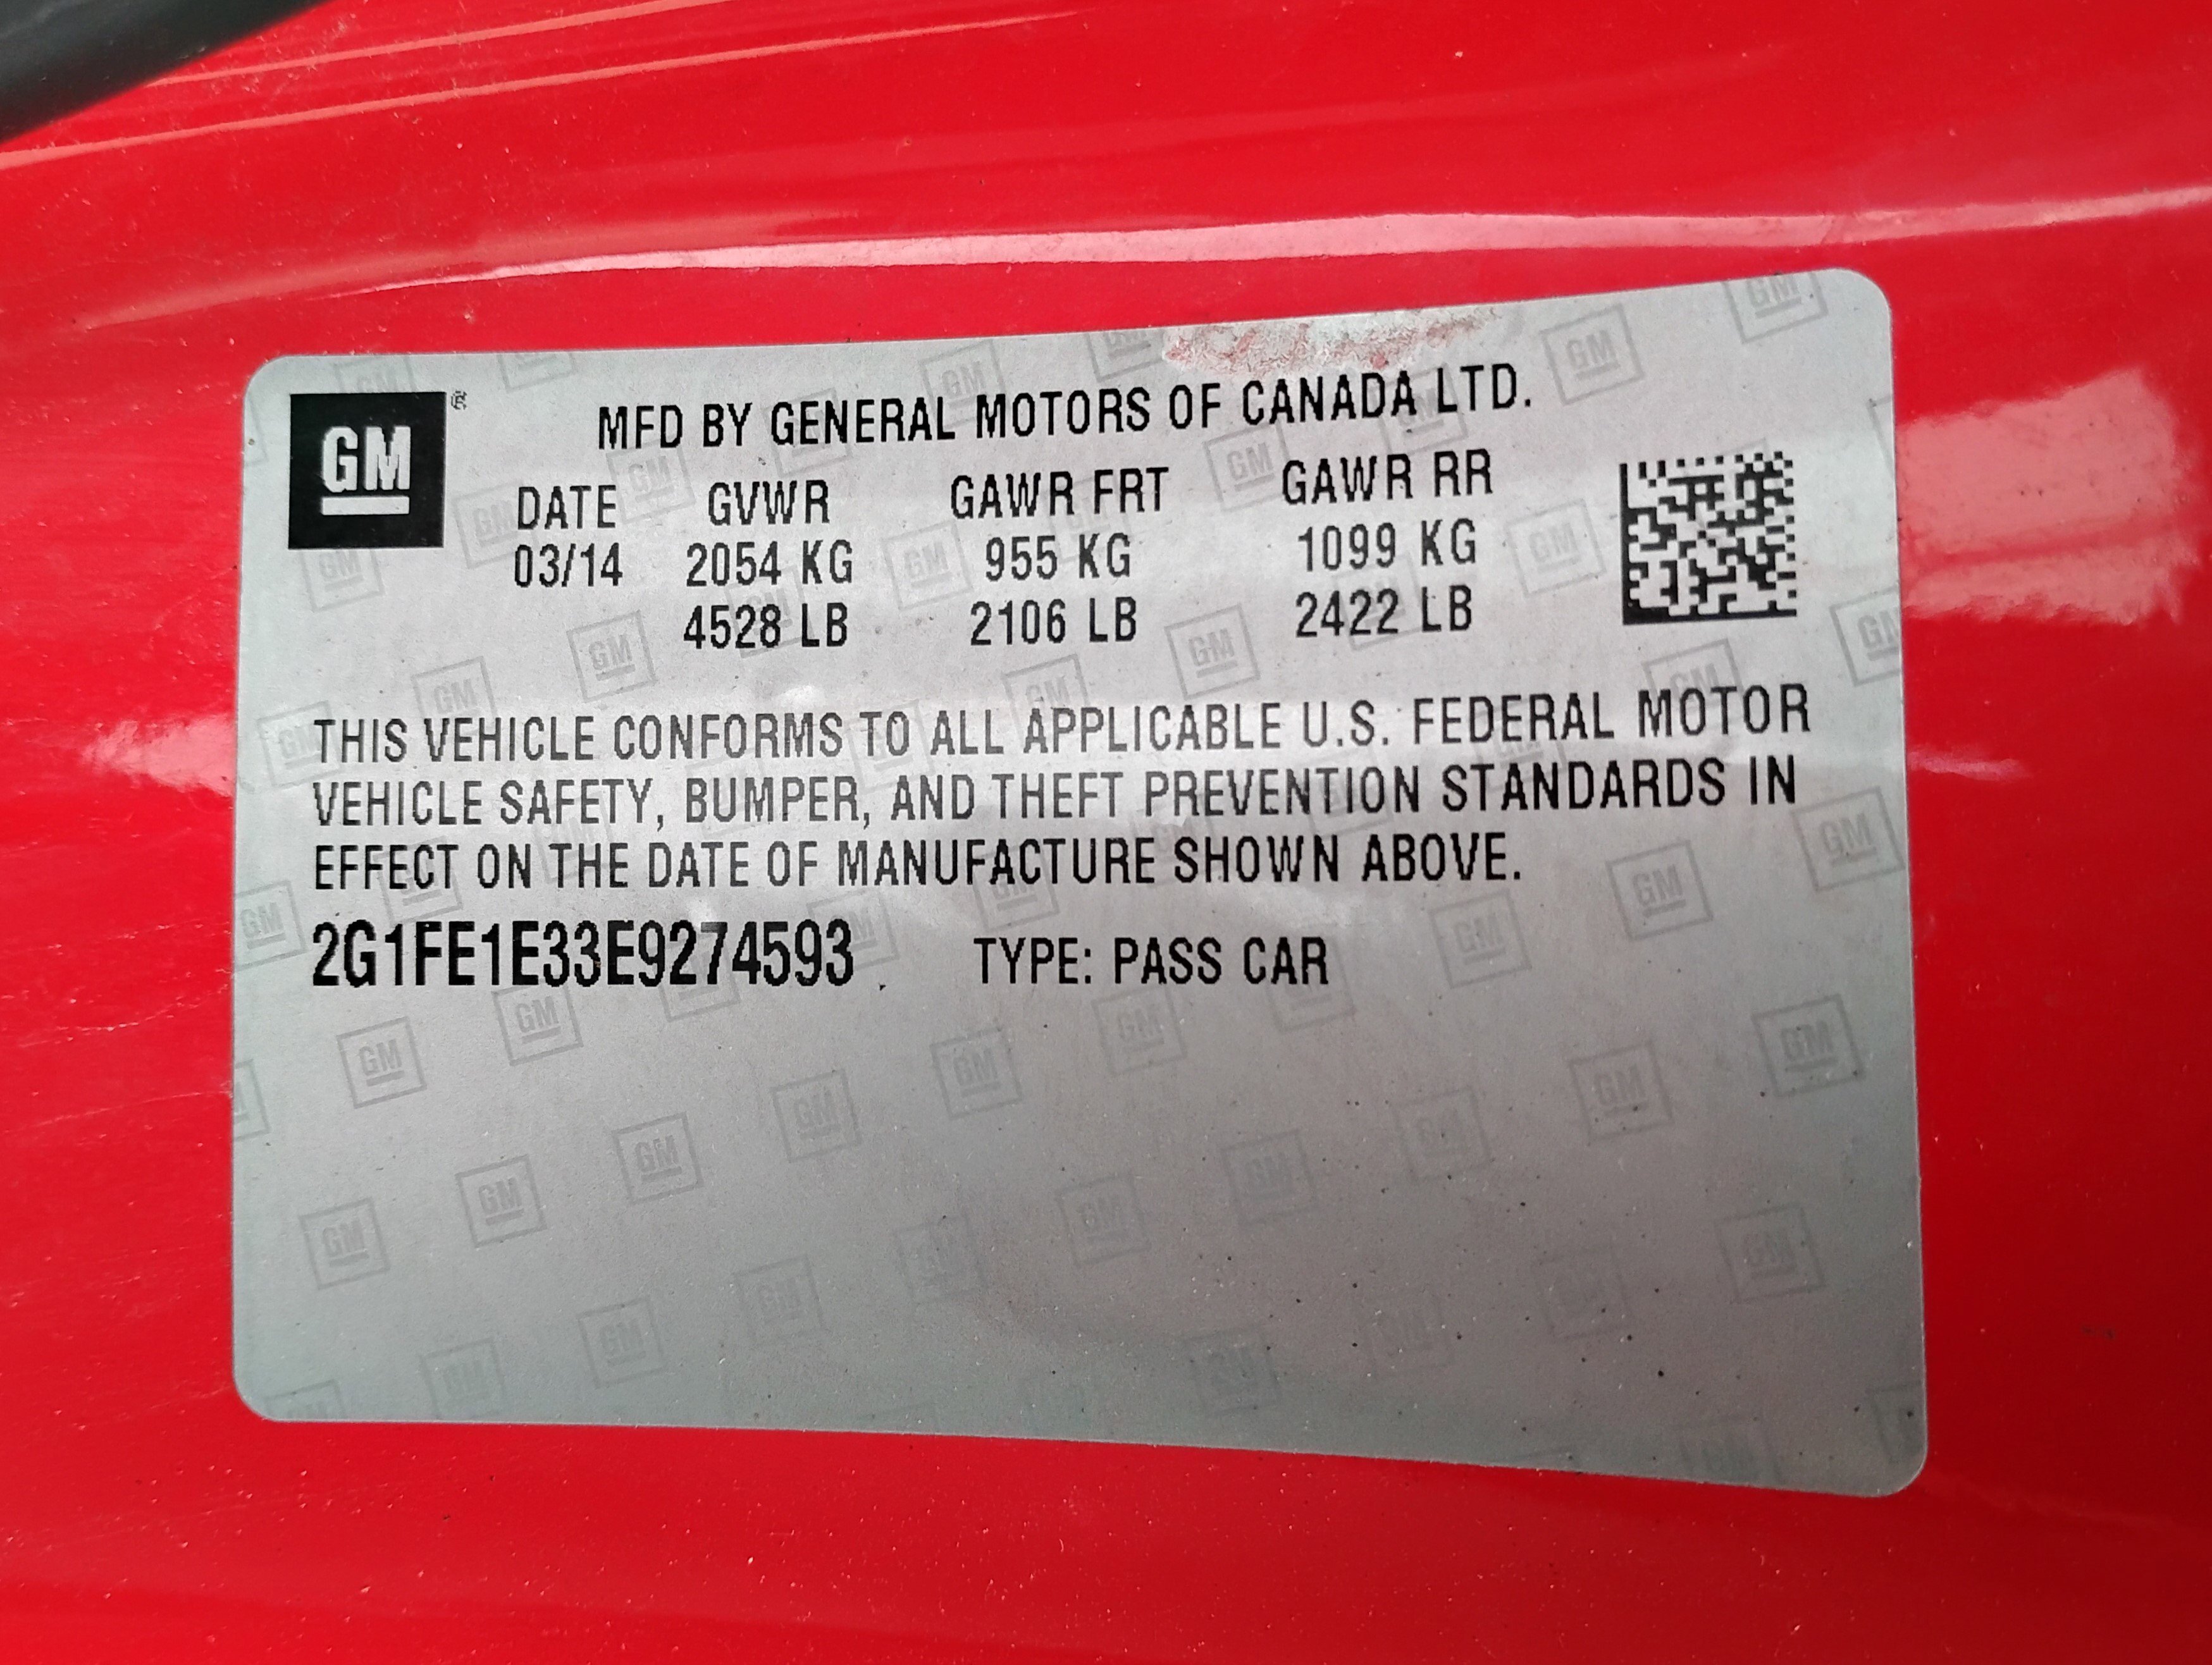 GM ®
MFD BY GENERAL MOTORS OF CANADA LTD.
DATE GVWR GAWR FRT GAWR RR
03/14 2054 KG 955 KG 1099 KG
4528 LB 2106 LB 2422 LB
THIS VEHICLE CONFORMS TO ALL APPLICABLE U.S. FEDERAL MOTOR
VEHICLE SAFETY, BUMPER, AND THEFT PREVENTION STANDARDS IN
EFFECT ON THE DATE OF MANUFACTURE SHOWN ABOVE.
2G1FE1E33E9274593 TYPE: PASS CAR